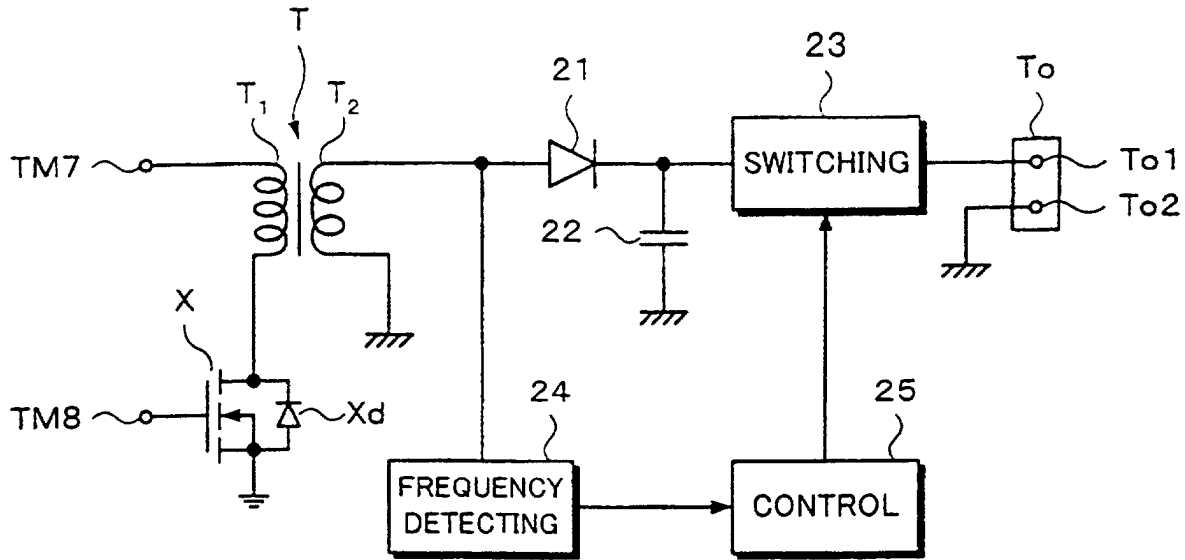 T
21
23
To
T1
T2
TM7
SWITCHING
To1
To2
22
X
TM8
Xd
24
25
FREQUENCY
DETECTING
CONTROL